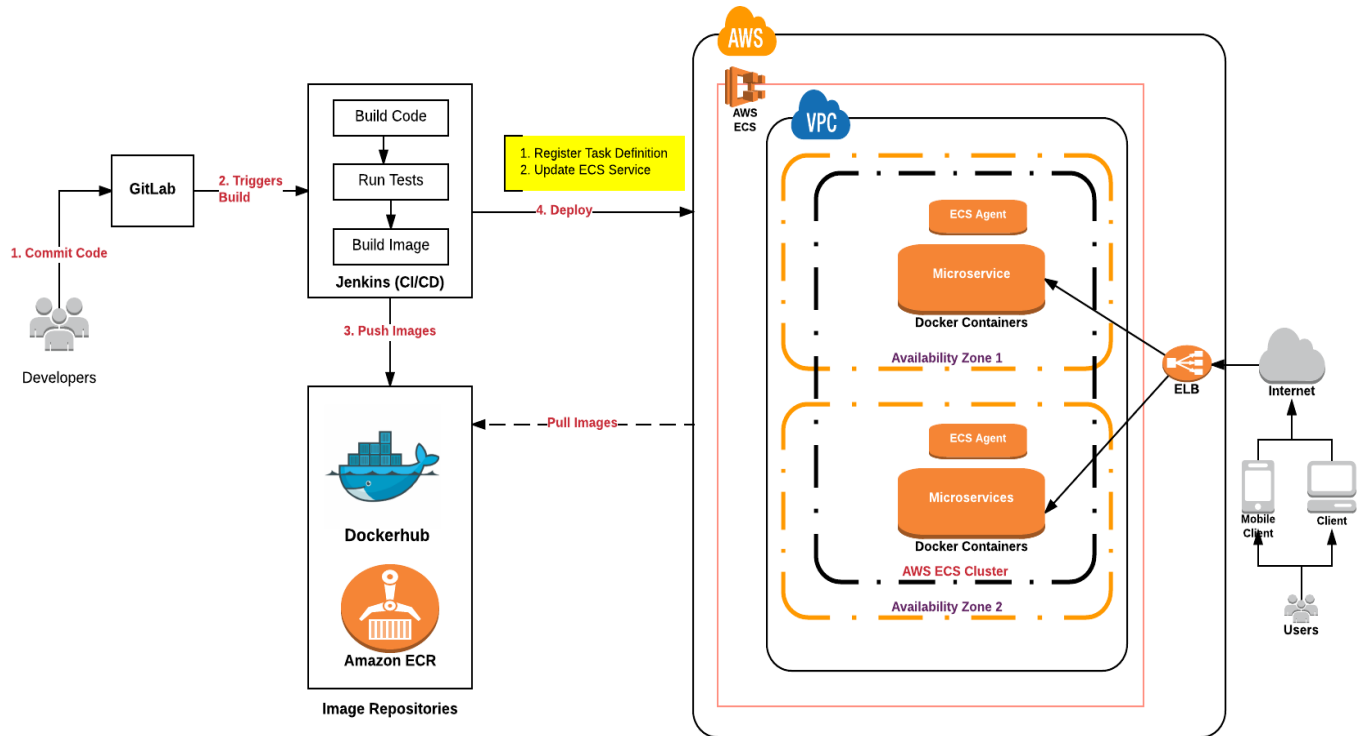 AWS
AWS
ECS
VPC
Build Code
Run Tests
Build Image
Jenkins (CI/CD)
1. Register Task Definition
2. Update ECS Service
GitLab
2. Triggers
Build
4. Deploy
1. Commit Code
Developers
3. Push Images
Pull Images
Dockerhub
Amazon ECR
Image Repositories
ECS Agent
Microservice
Docker Containers
Availability Zone 1
ECS Agent
Microservices
Docker Containers
AWS ECS Cluster
Availability Zone 2
ELB
Internet
Mobile
Client
Client
Users